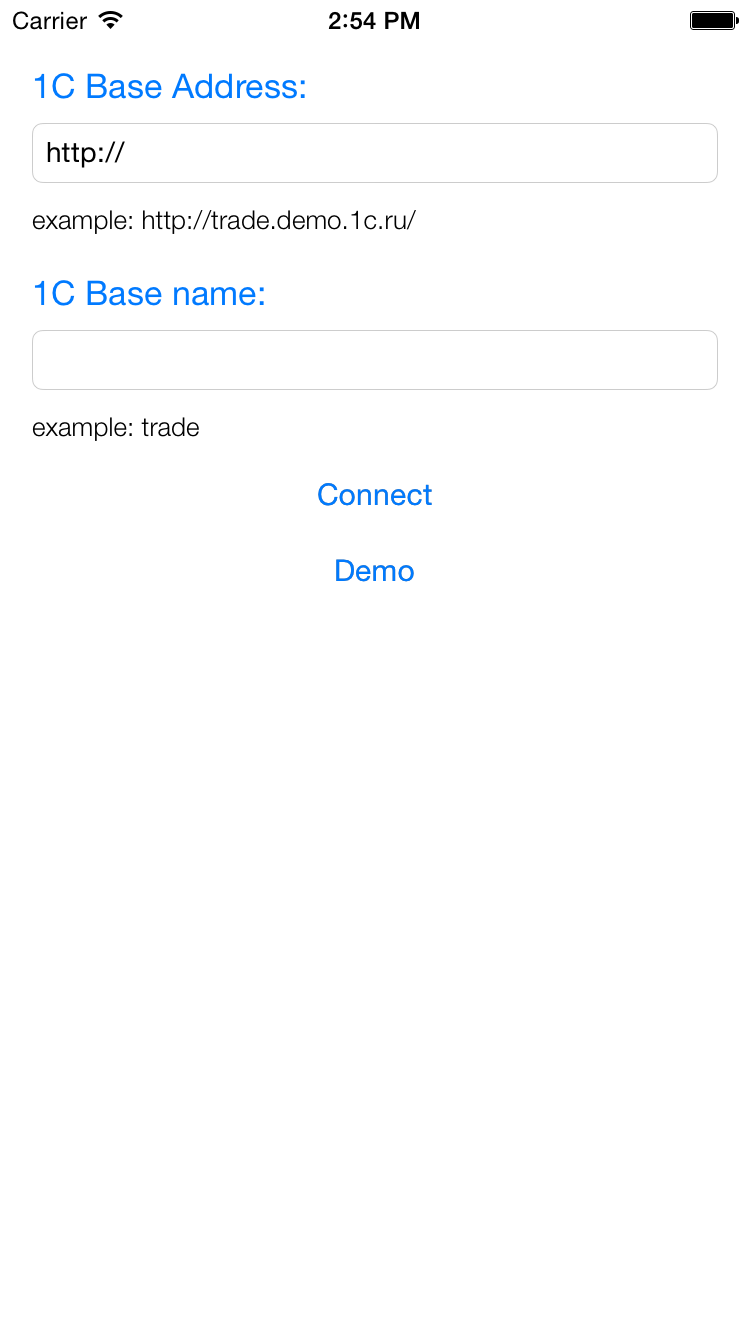 Carrier 2:54 PM
1C Base Address:
http://
example: http://trade.demo.1c.ru/
1C Base name:
example: trade
Connect
Demo